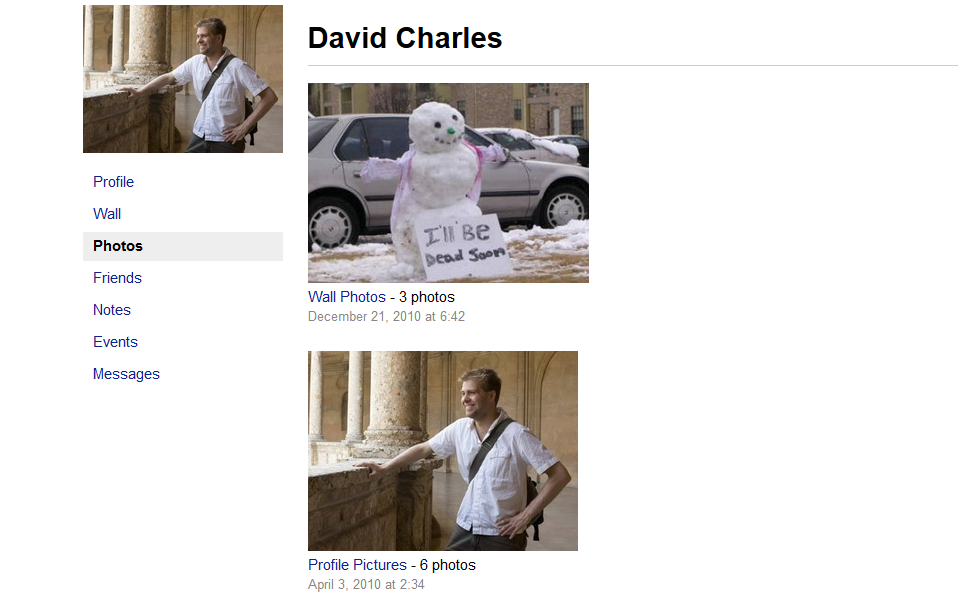 David Charles
Profile
Wall
Photos
Friends
Notes
Events
Messages
I'll Be
Dead Soon
Wall Photos - 3 photos
December 21, 2010 at 6:42
Profile Pictures - 6 photos
April 3, 2010 at 2:34